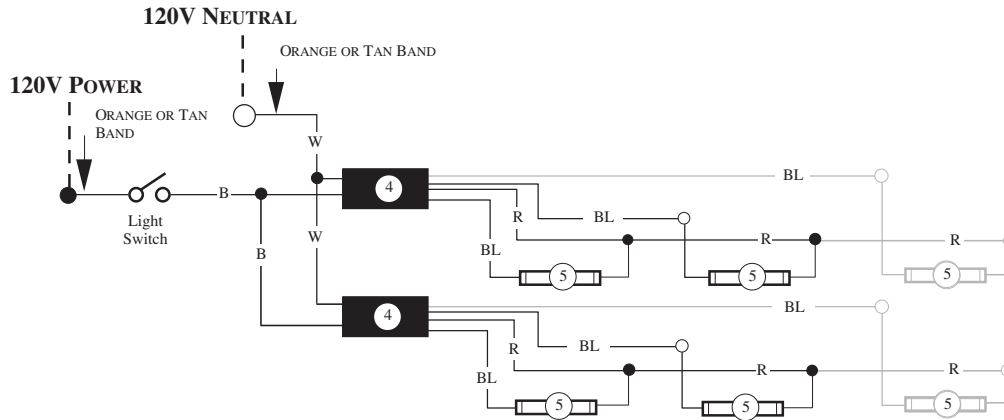 120V NEUTRAL
ORANGE OR TAN BAND
120V POWER
ORANGE OR TAN
BAND
W
4
BL
B
Light
Switch
R
BL
R
R
W
BL
B
5
5
5
4
BL
R
BL
R
R
BL
5
5
5